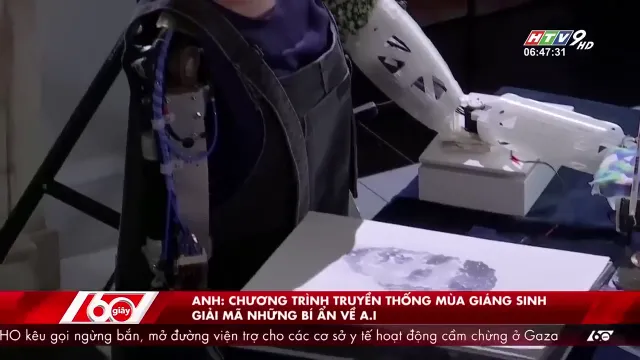 HTV9HD
06:47:31
60 giây
ANH: CHƯƠNG TRÌNH TRUYỀN THỐNG MÙA GIÁNG SINH
GIẢI MÃ NHỮNG BÍ ẨN VỀ A.I
HO kêu gọi ngừng bắn, mở đường viện trợ cho các cơ sở y tế hoạt động cầm chừng ở Gaza
60